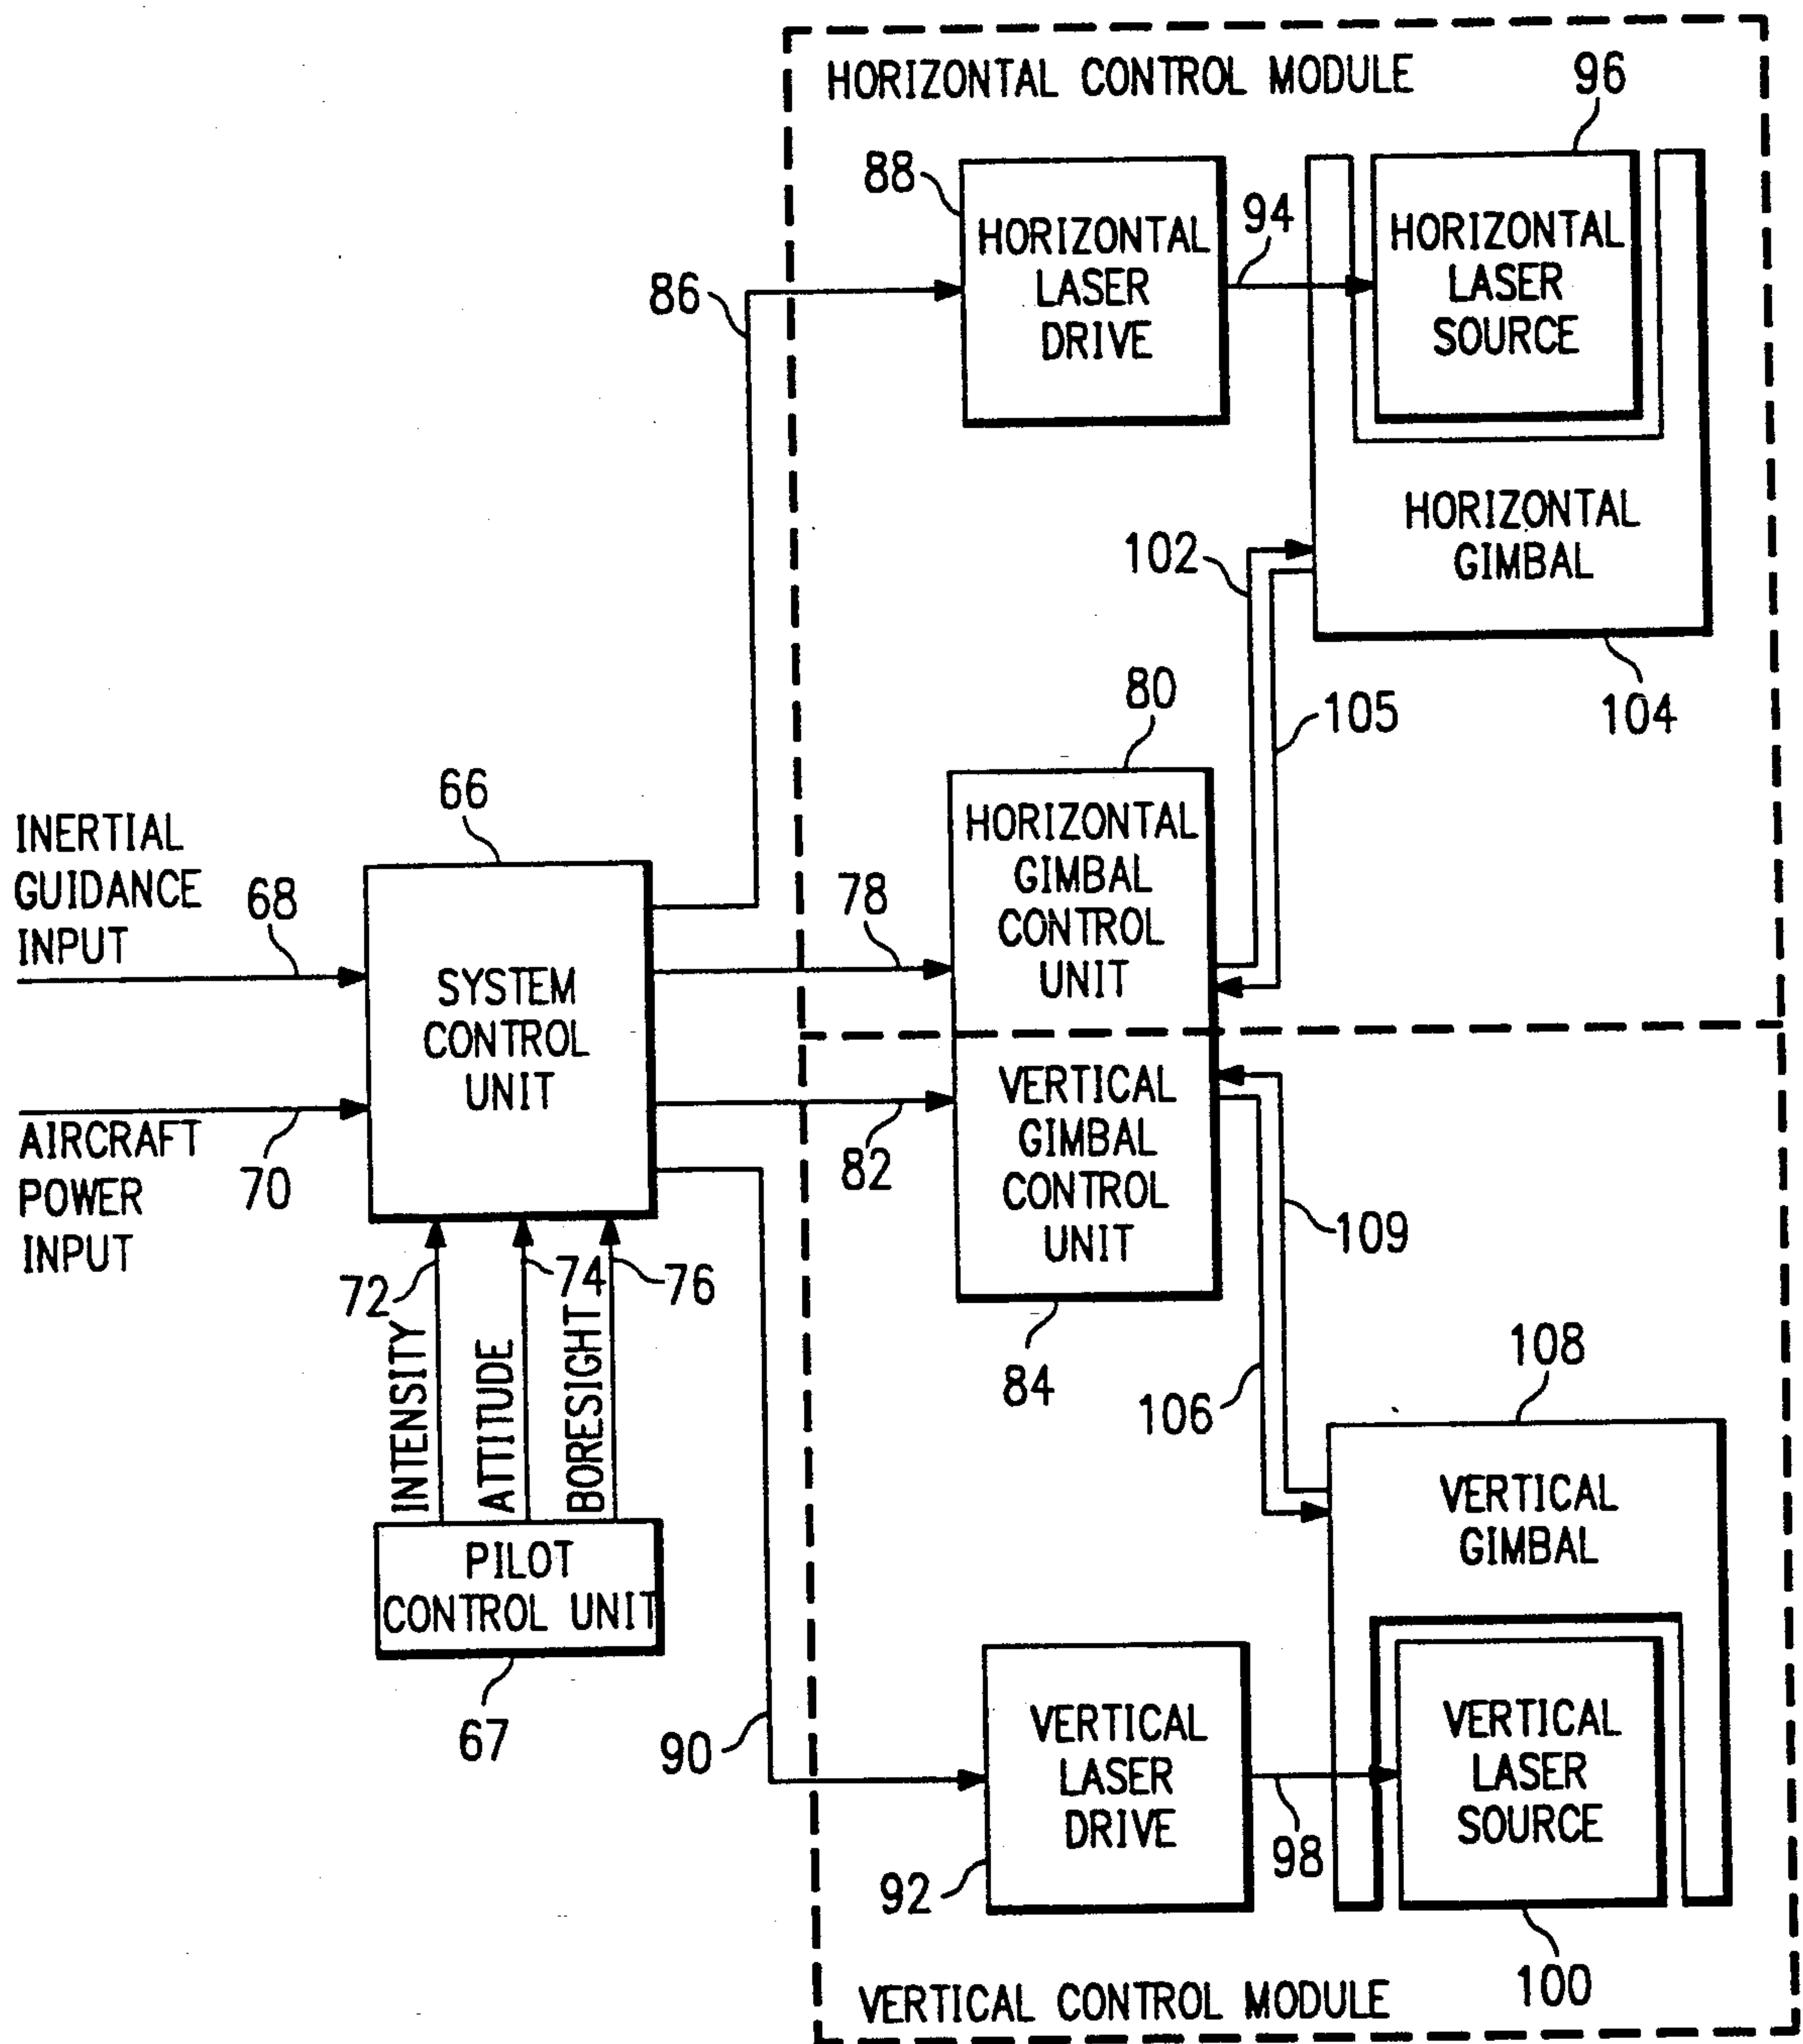 HORIZONTAL CONTROL MODULE
96
88
HORIZONTAL
LASER
DRIVE
94
HORIZONTAL
LASER
SOURCE
86
HORIZONTAL
GIMBAL
102
104
105
80
HORIZONTAL
GIMBAL
CONTROL
UNIT
66
INERTIAL
GUIDANCE
INPUT
68
78
SYSTEM
CONTROL
UNIT
AIRCRAFT
POWER
INPUT
70
82
VERTICAL
GIMBAL
CONTROL
UNIT
109
72
74
76
INTENSITY
ATTITUDE
BORESIGHT
84
106
108
PILOT
CONTROL UNIT
67
VERTICAL
GIMBAL
90
VERTICAL
LASER
DRIVE
92
98
VERTICAL
LASER
SOURCE
100
VERTICAL CONTROL MODULE